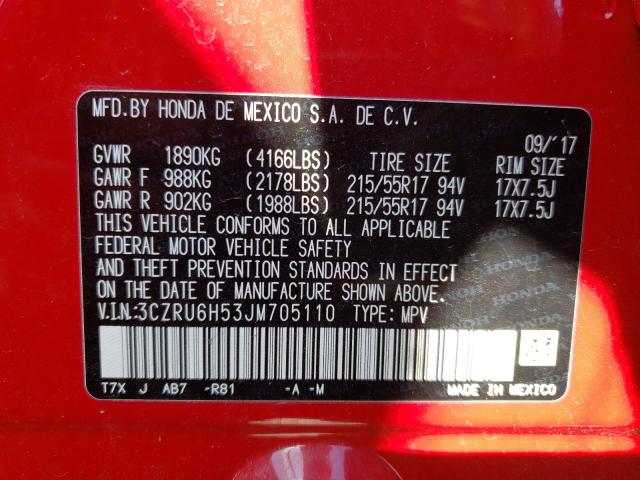 MFD.BY HONDA DE MEXICO S.A. DE C.V.
09/'17
GVWR 1890KG (4166LBS) TIRE SIZE RIM SIZE
GAWR F 988KG (2178LBS) 215/55R17 94V 17X7.5J
GAWR R 902KG (1988LBS) 215/55R17 94V 17X7.5J
THIS VEHICLE CONFORMS TO ALL APPLICABLE
FEDERAL MOTOR VEHICLE SAFETY
AND THEFT PREVENTION STANDARDS IN EFFECT
ON THE DATE OF MANUFACTURE SHOWN ABOVE.
V.I.N:3CZRU6H53JM705110 TYPE: MPV
T7X J AB7 -R81 -A -M MADE IN MEXICO